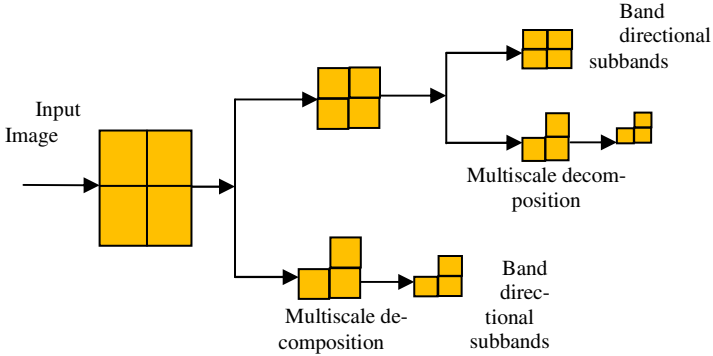 Band
directional
subbands
Input
Image
Multiscale decom-
position
Band
direc-
tional
subbands
Multiscale de-
composition